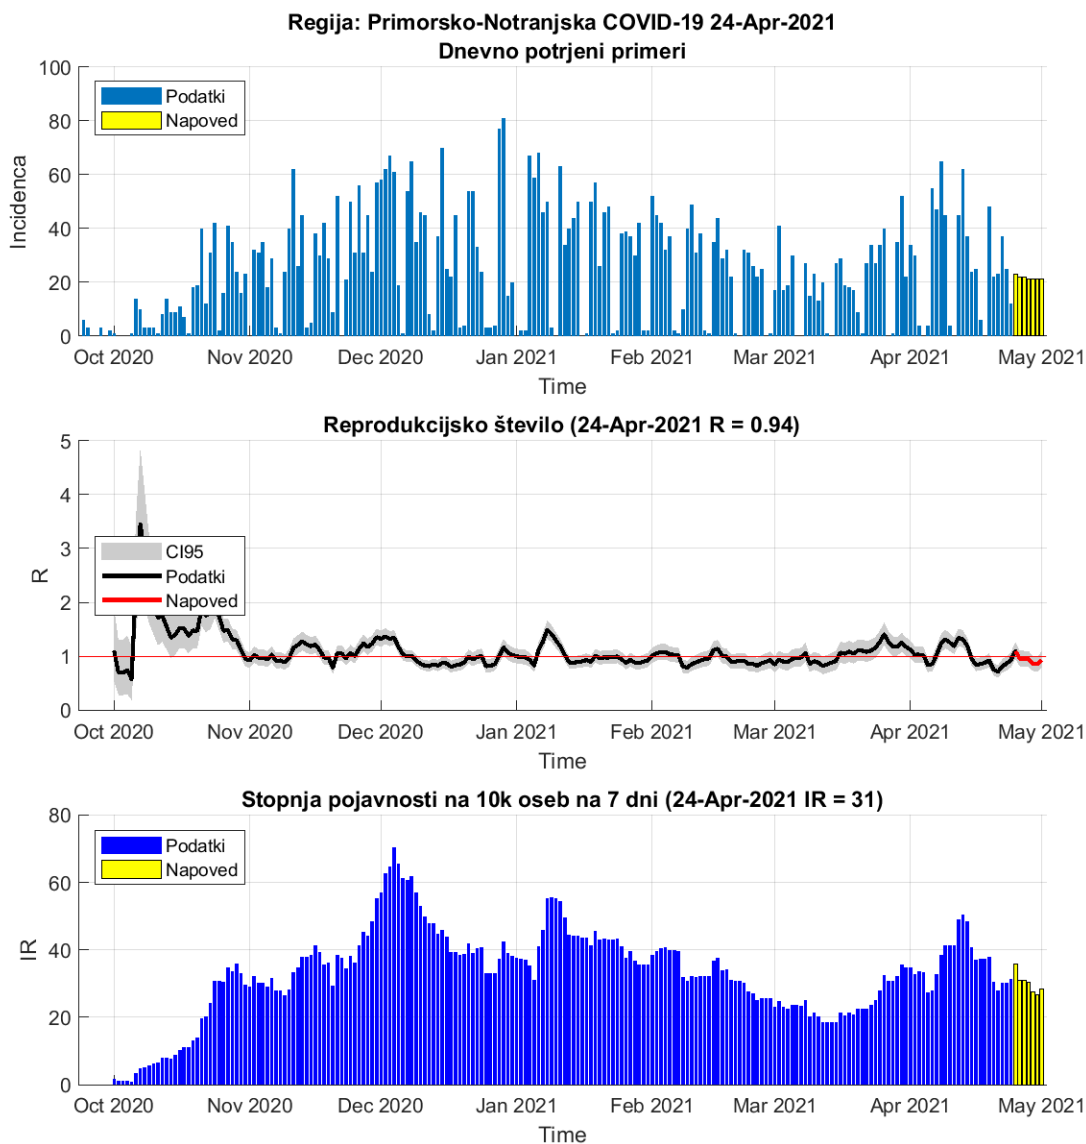 Regija: Primorsko-Notranjska COVID-19 24-Apr-2021
Dnevno potrjeni primeri
100
80
60
40
20
0
Incidenca
Podatki
Napoved
Oct 2020 Nov 2020 Dec 2020 Jan 2021 Feb 2021 Mar 2021 Apr 2021 May 2021
Time
Reprodukcijsko število (24-Apr-2021 R = 0.94)
5
4
3
2
1
0
R
CI95
Podatki
Napoved
Oct 2020 Nov 2020 Dec 2020 Jan 2021 Feb 2021 Mar 2021 Apr 2021 May 2021
Time
Stopnja pojavnosti na 10k oseb na 7 dni (24-Apr-2021 IR = 31)
80
60
40
20
0
IR
Podatki
Napoved
Oct 2020 Nov 2020 Dec 2020 Jan 2021 Feb 2021 Mar 2021 Apr 2021 May 2021
Time